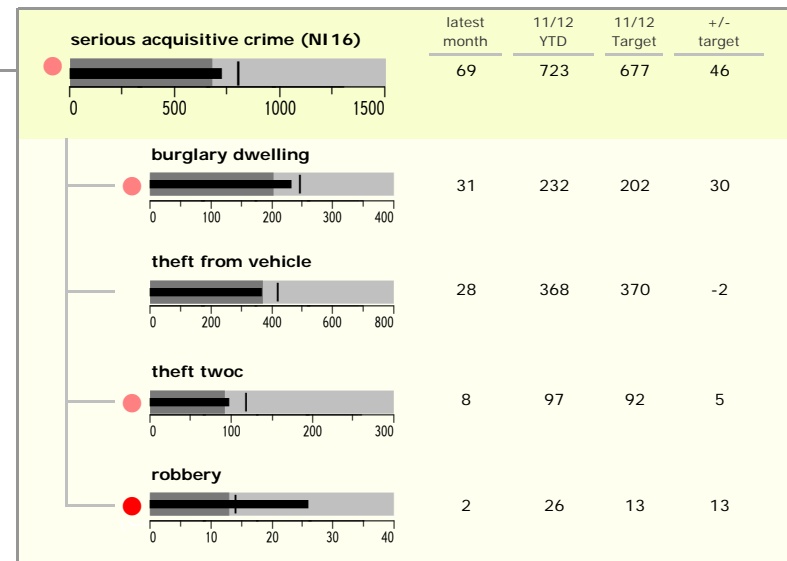 latest 11/12 11/12 +/-
serious acquisitive crime (NI16) month YTD Target target
69 723 677 46
0 500 1000 1500
burglary dwelling
31 232 202 30
0 100 200 300 400
theft from vehicle
28 368 370 -2
0 200 400 600 800
theft twoc
8 97 92 5
0 100 200 300
robbery
2 26 13 13
0 10 20 30 40